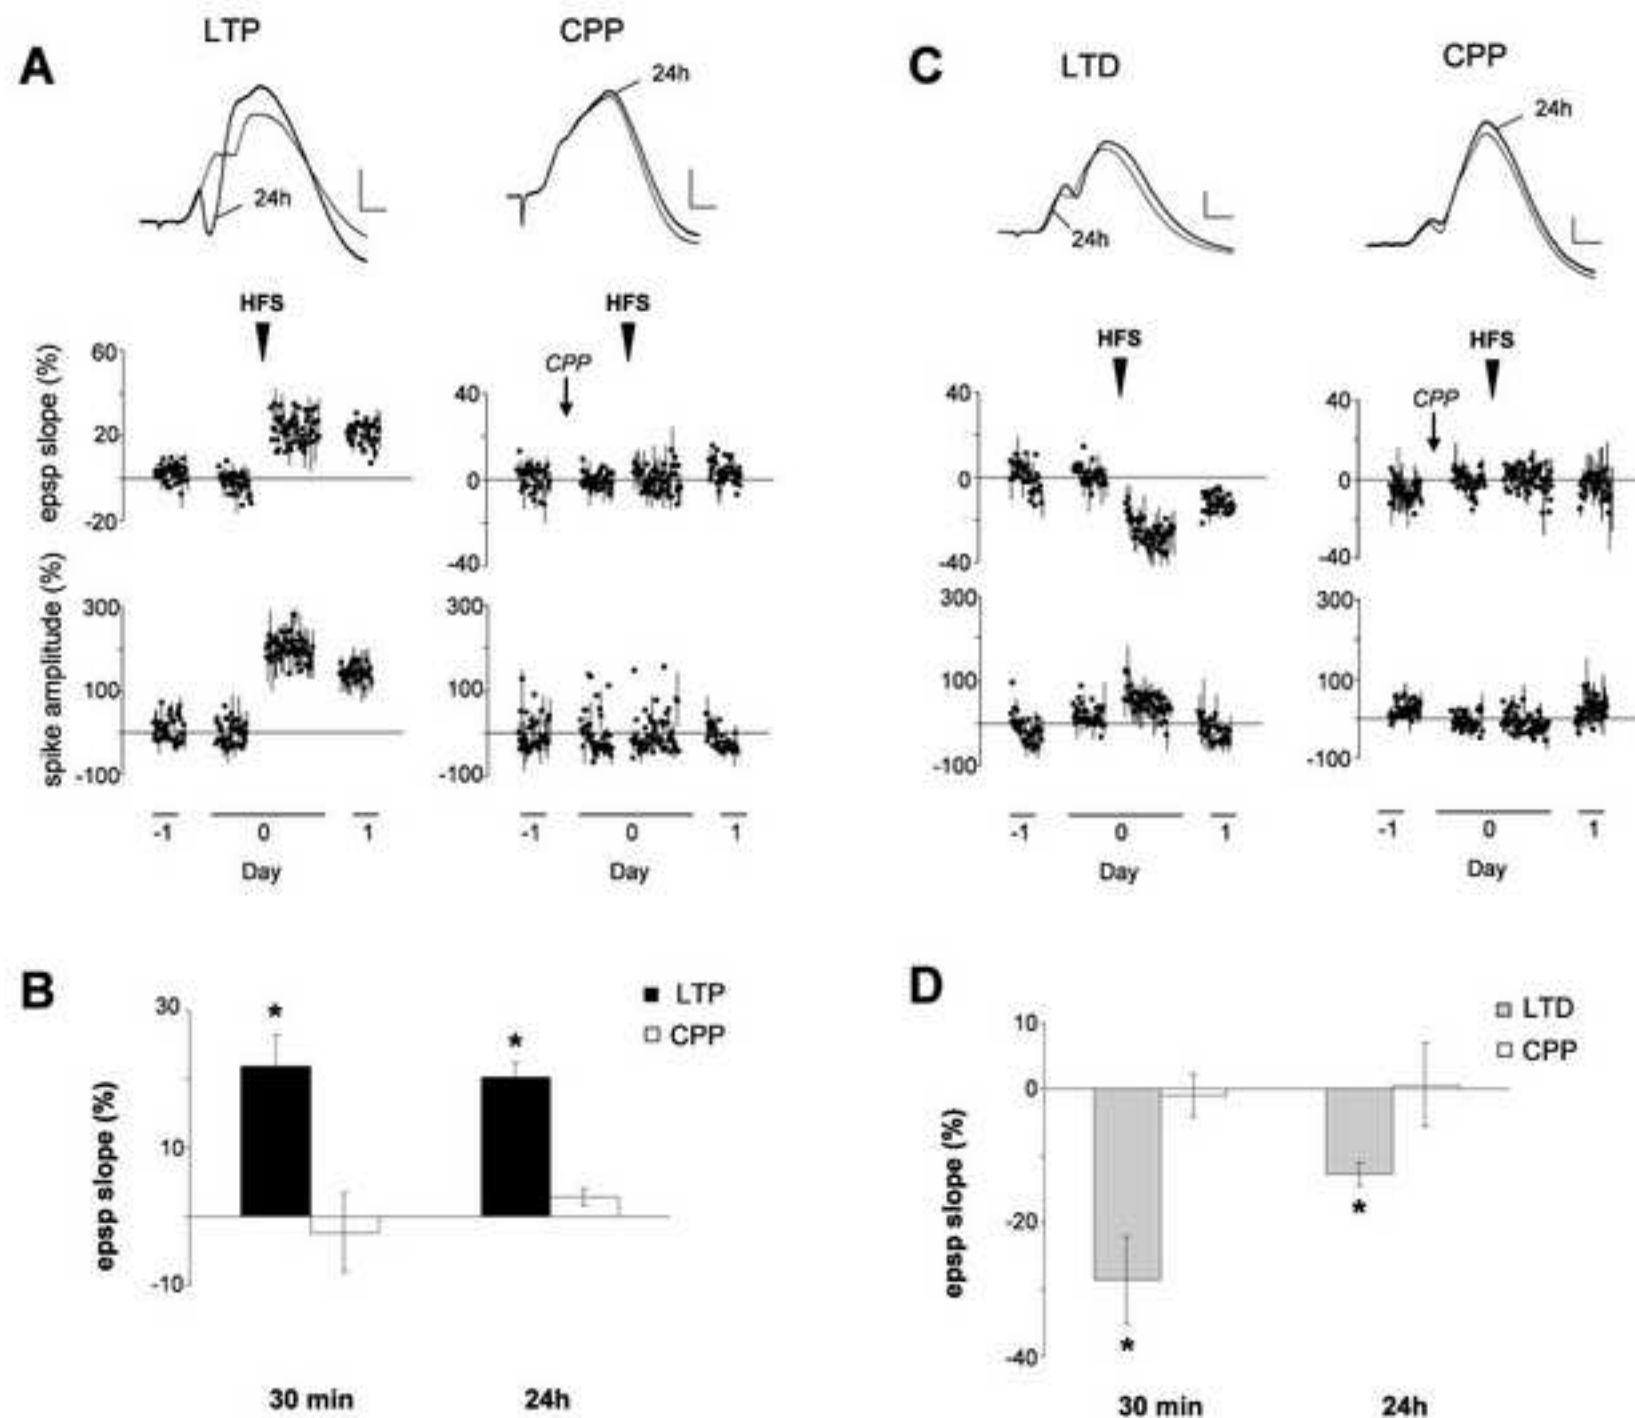 A
LTP
CPP
24h
24h
HFS
HFS
CPP
epsp slope (%)
60
20
-20
40
0
-40
spike amplitude (%)
300
100
-100
300
100
-100
-1 0 1
Day
-1 0 1
Day
B
LTP
CPP
*
*
epsp slope (%)
30
10
-10
30 min
24h
C
LTD
CPP
24h
24h
HFS
HFS
CPP
40
0
-40
40
0
-40
300
100
-100
300
100
-100
-1 0 1
Day
-1 0 1
Day
D
LTD
CPP
epsp slope (%)
10
0
-20
-40
*
*
30 min
24h